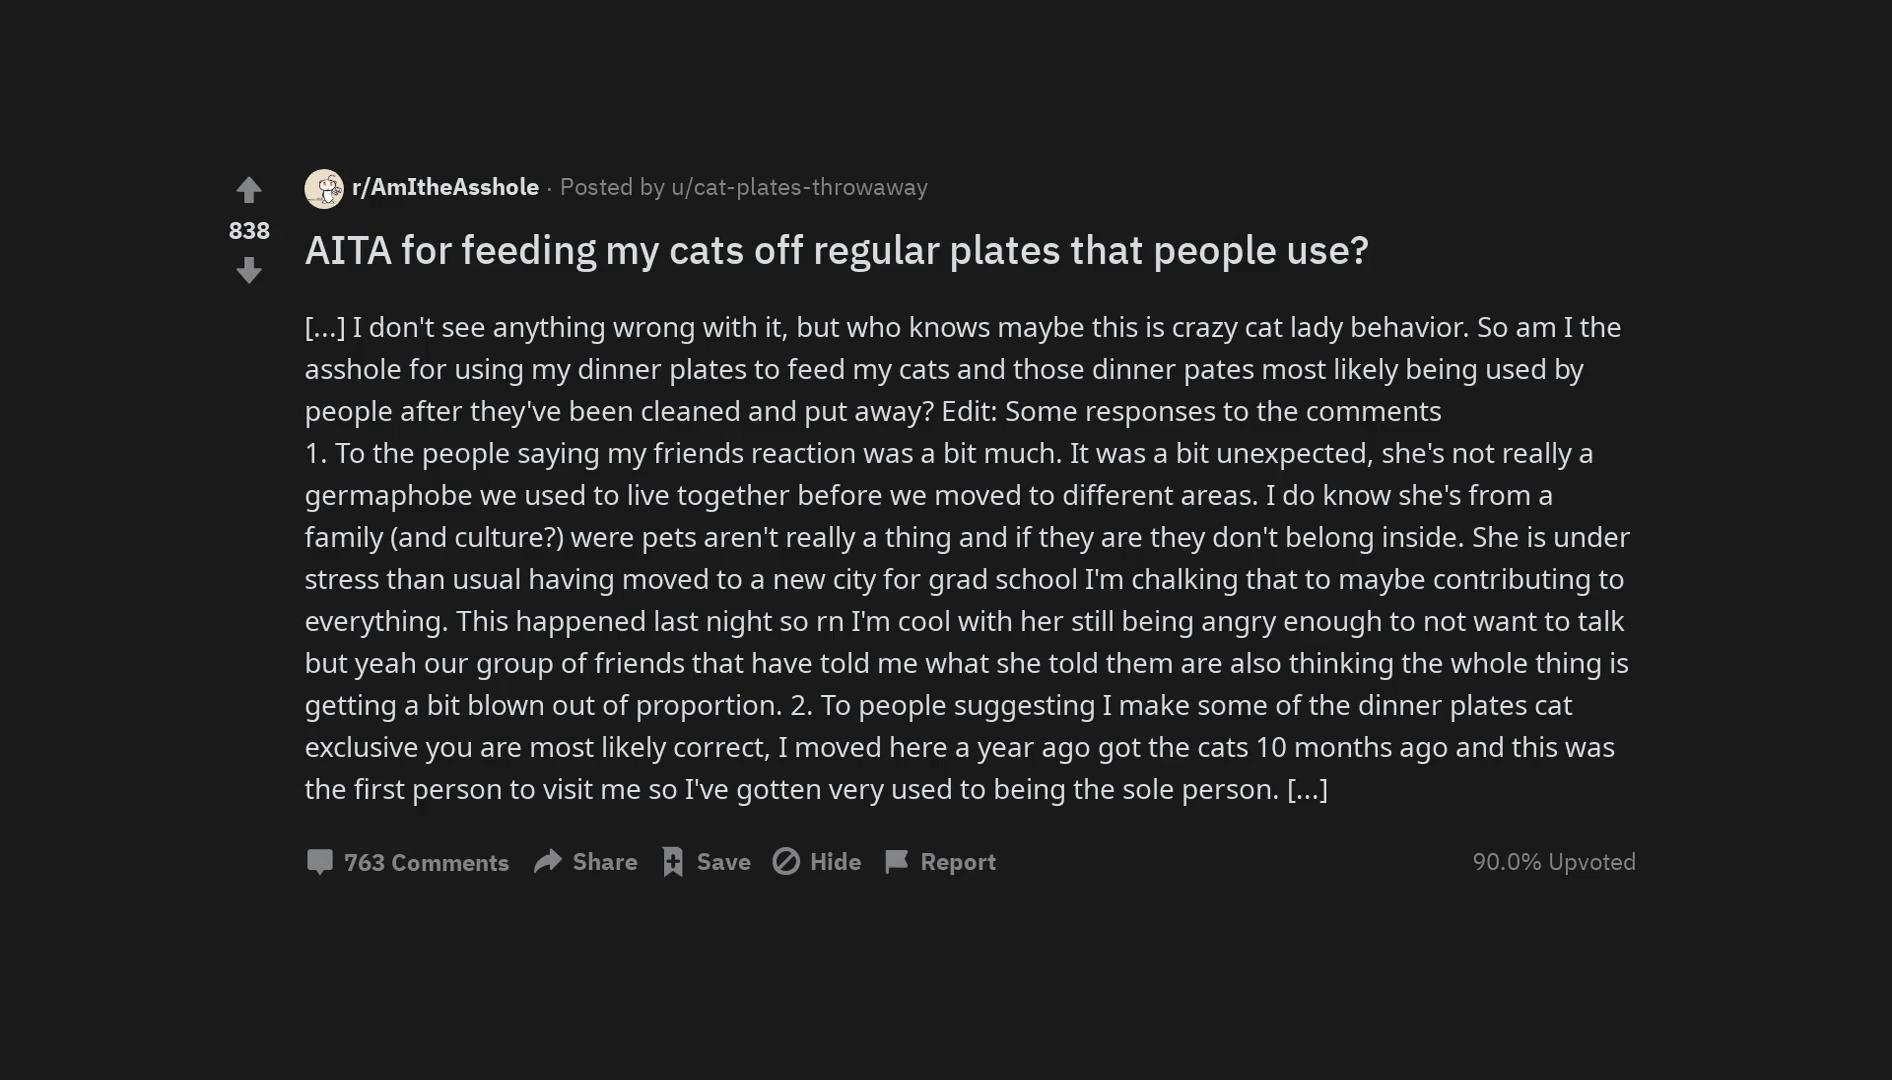 r/AmItheAsshole · Posted by u/cat-plates-throwaway
838
AITA for feeding my cats off regular plates that people use?
[...] I don't see anything wrong with it, but who knows maybe this is crazy cat lady behavior. So am I the
asshole for using my dinner plates to feed my cats and those dinner pates most likely being used by
people after they've been cleaned and put away? Edit: Some responses to the comments
1. To the people saying my friends reaction was a bit much. It was a bit unexpected, she's not really a
germaphobe we used to live together before we moved to different areas. I do know she's from a
family (and culture?) were pets aren't really a thing and if they are they don't belong inside. She is under
stress than usual having moved to a new city for grad school I'm chalking that to maybe contributing to
everything. This happened last night so rn I'm cool with her still being angry enough to not want to talk
but yeah our group of friends that have told me what she told them are also thinking the whole thing is
getting a bit blown out of proportion. 2. To people suggesting I make some of the dinner plates cat
exclusive you are most likely correct, I moved here a year ago got the cats 10 months ago and this was
the first person to visit me so I've gotten very used to being the sole person. [...]
763 Comments Share Save Hide Report 90.0% Upvoted